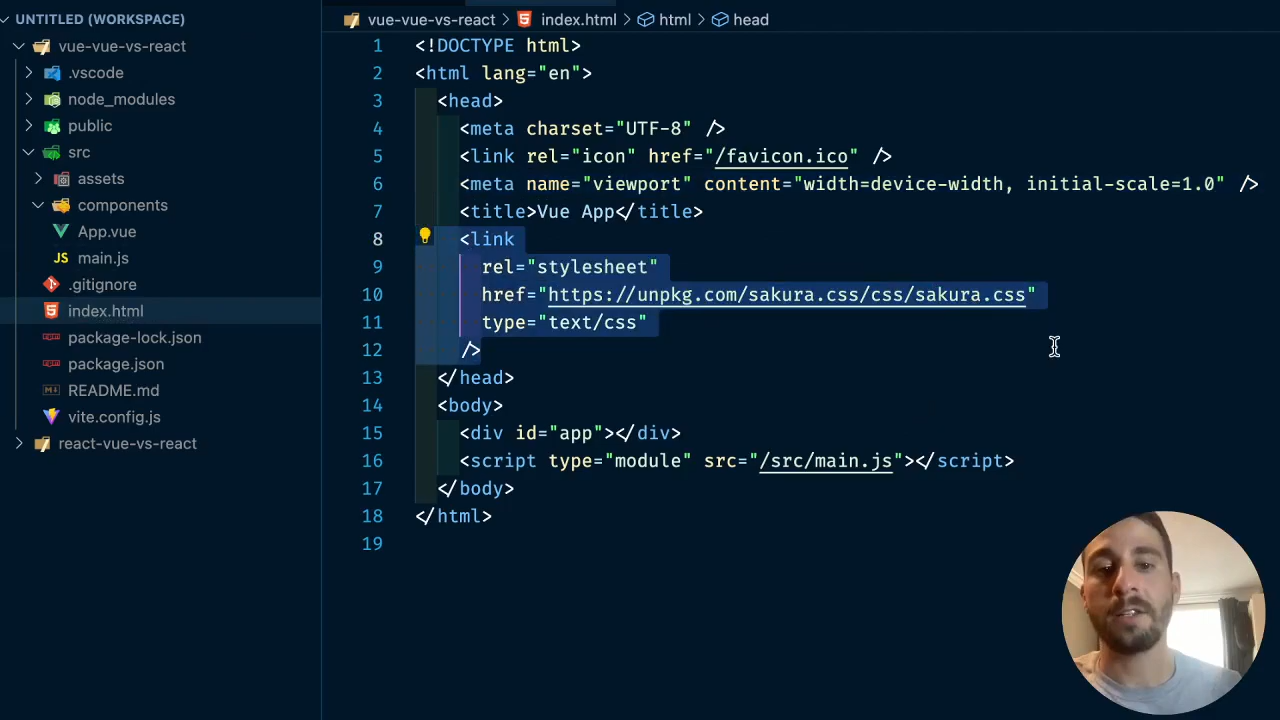 UNTITLED (WORKSPACE)
vue-vue-vs-react
.vscode
node_modules
public
src
assets
components
App.vue
JS main.js
.gitignore
index.html
package-lock.json
package.json
README.md
vite.config.js
react-vue-vs-react
vue-vue-vs-react > index.html > html > head
1 <!DOCTYPE html>
2 <html lang="en">
3 <head>
4 <meta charset="UTF-8" />
5 <link rel="icon" href="/favicon.ico" />
6 <meta name="viewport" content="width=device-width, initial-scale=1.0" />
7 <title>Vue App</title>
8 <link
9 rel="stylesheet"
10 href="https://unpkg.com/sakura.css/css/sakura.css"
11 type="text/css"
12 />
13 </head>
14 <body>
15 <div id="app"></div>
16 <script type="module" src="/src/main.js"></script>
17 </body>
18 </html>
19